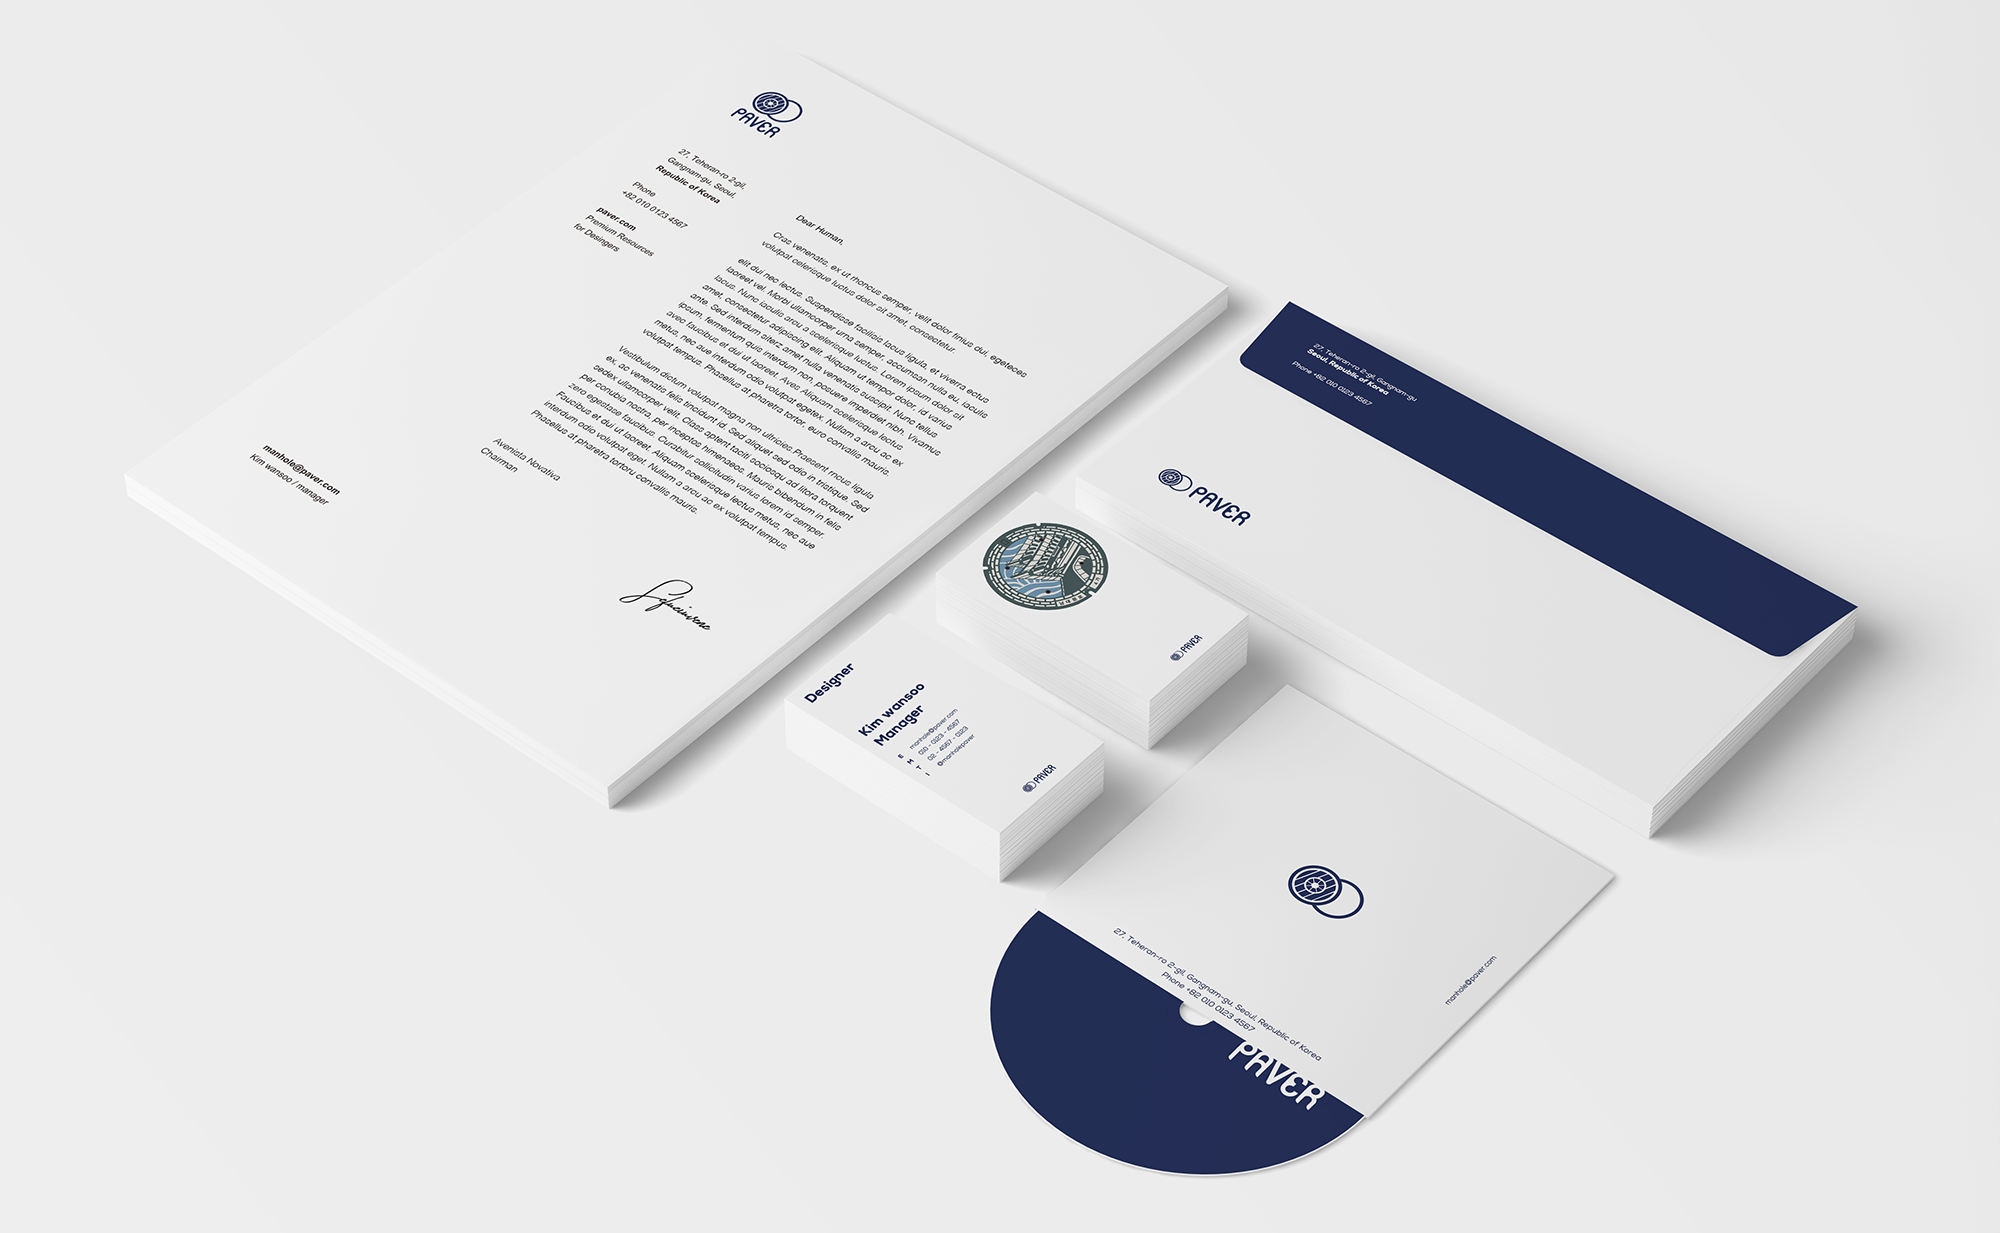 PAVER
27, Teheran-ro 2-gil,
Gangnam-gu, Seoul,
Republic of Korea
Phone
+82 010 0123 4567
paver.com
Premium Resources
for Desingers
Dear Human,
Cras venenatis, ex ut rhoncus semper, velit dolor finius dui, egeteces
volutpat celerisque luctus dolor sit amet, consectetur.
elit dui nec lectus. Suspendisse facilisis lacus ligula, et viverra ectus
laoreet vel. Morbi ullamcorper urna semper, accumsan nulla eu, iaculis
lacus. Nunc iaculis arcu a scelerisque luctus. Lorem ipsum dolor sit
amet, consectetur adipiscing elit. Aliquam ut tempor dolor, id varius
ante. Sed interdum siterz amet nulla venenatis suscipit. Nunc tellus
ipsum, fermentum quis interdum non, posuere imperdiet nibh. Vivamus
avec faucibus et dui ut laoreet. Aves Aliquam scelerisque lectus
metus, nec aue interdum odio volutpat egetex. Nullam a arcu ac ex
volutpat tempus. Phasellus at pharetra tortor, euro convallis mauris.
Vestibulum dictum volutpat magna non ultricies.Praesent rncus ligula
ex, ac venenatis felis tincidunt id. Sed aliquet sed odio in tristique. Sed
cedex ullamcorper velit. Class aptent taciti sociosqu ad litora torquent
per conubia nostra, per inceptos himenaeos. Mauris bibendum in felis
zero egestase faucibus. Curabitur sollicitudin varius lorem id semper.
Faucibus et dui ut laoreet. Aliquam scelerisque lectus metus, nec aue
interdum odio volutpat eget. Nullam a arcu ac ex volutpat tempus.
Phasellus at pharetra tortoru convallis mauris.
Avenista Novativa
Chairman
manhole@paver.com
Kim wansoo / manager
27, Teheran-ro 2-gil, Gangnam-gu
Seoul, Republic of Korea
Phone +82 010 0123 4567
PAVER
PAVER
Designer
Kim wansoo
Manager
E manhole@paver.com
M 010 - 0123 - 4567
T 02 - 4567 - 0123
I @manholepaver
PAVER
27, Teheran-ro 2-gil, Gangnam-gu, Seoul, Republic of Korea
Phone +82 010 0123 4567
manhole@paver.com
PAVER